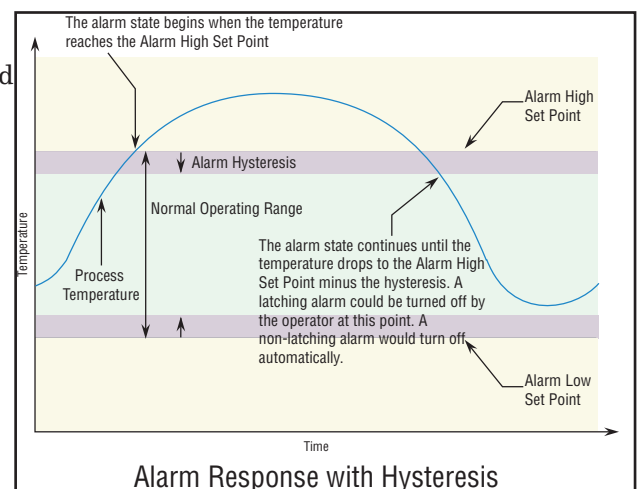 The alarm state begins when the temperature
reaches the Alarm High Set Point
d
Alarm High
Set Point
Alarm Hysteresis
Normal Operating Range
Temperature
Process
Temperature
The alarm state continues until the
temperature drops to the Alarm High
Set Point minus the hysteresis. A
latching alarm could be turned off by
the operator at this point. A
non-latching alarm would turn off
automatically.
Alarm Low
Set Point
Time
Alarm Response with Hysteresis